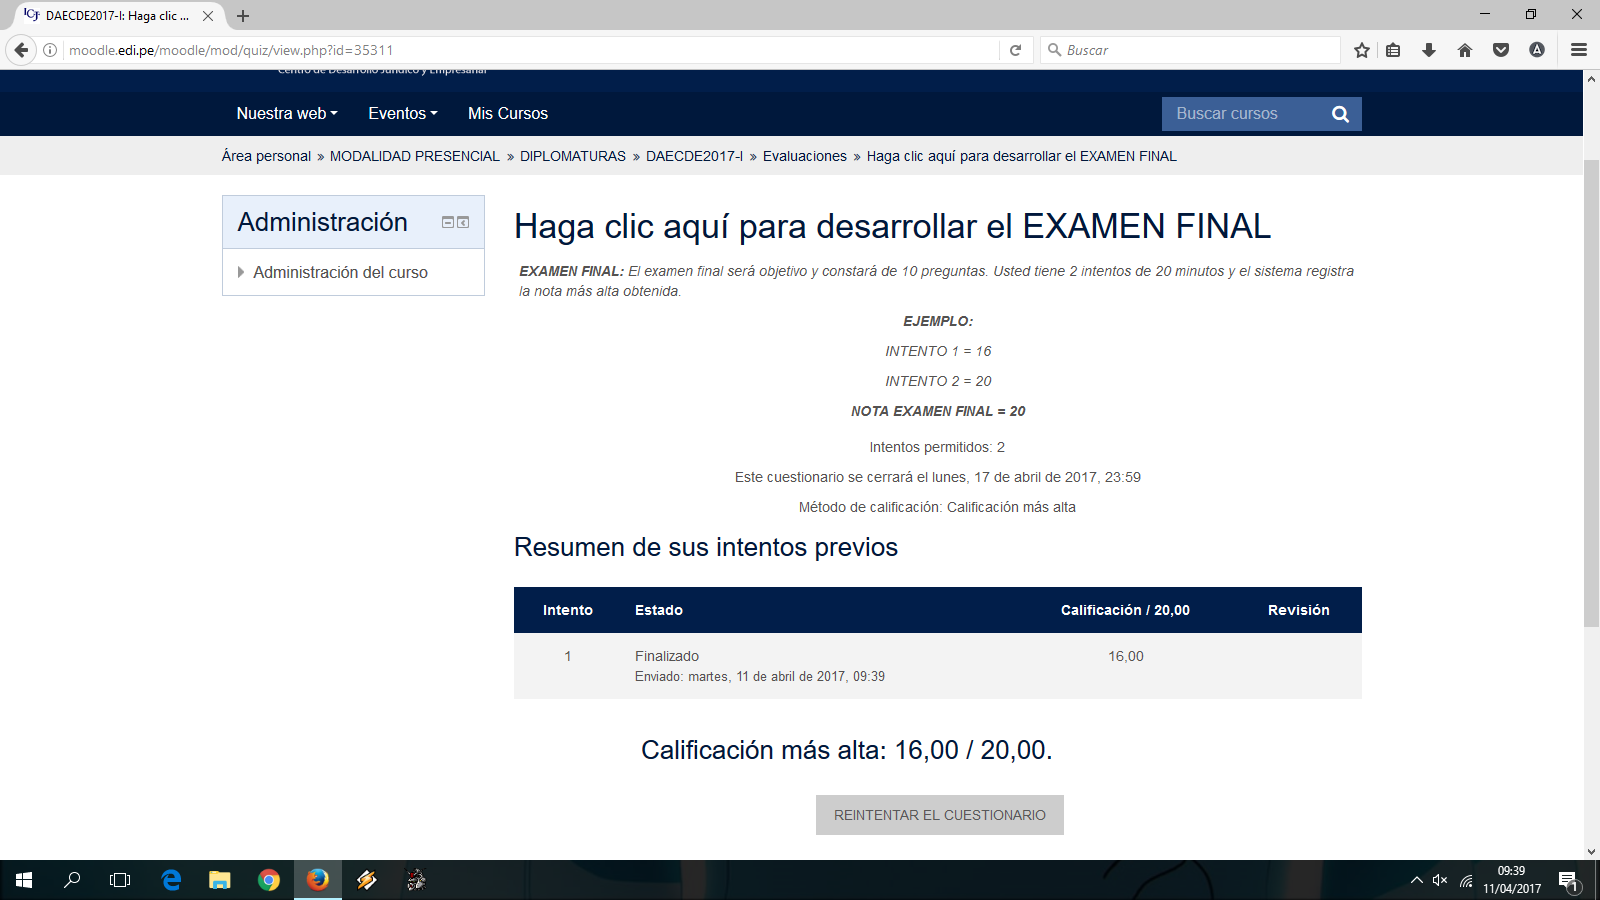 DAECDE2017-I: Haga clic ...
moodle.edi.pe/moodle/mod/quiz/view.php?id=35311
Buscar
Centro de Desarrollo Jurídico y Empresarial
Nuestra web
Eventos
Mis Cursos
Buscar cursos
Área personal » MODALIDAD PRESENCIAL » DIPLOMATURAS » DAECDE2017-I » Evaluaciones » Haga clic aquí para desarrollar el EXAMEN FINAL
Administración
Administración del curso
Haga clic aquí para desarrollar el EXAMEN FINAL
EXAMEN FINAL: El examen final será objetivo y constará de 10 preguntas. Usted tiene 2 intentos de 20 minutos y el sistema registra
la nota más alta obtenida.
EJEMPLO:
INTENTO 1 = 16
INTENTO 2 = 20
NOTA EXAMEN FINAL = 20
Intentos permitidos: 2
Este cuestionario se cerrará el lunes, 17 de abril de 2017, 23:59
Método de calificación: Calificación más alta
Resumen de sus intentos previos
Intento Estado Calificación / 20,00 Revisión
1 Finalizado 16,00
Enviado: martes, 11 de abril de 2017, 09:39
Calificación más alta: 16,00 / 20,00.
REINTENTAR EL CUESTIONARIO
09:39
11/04/2017
1